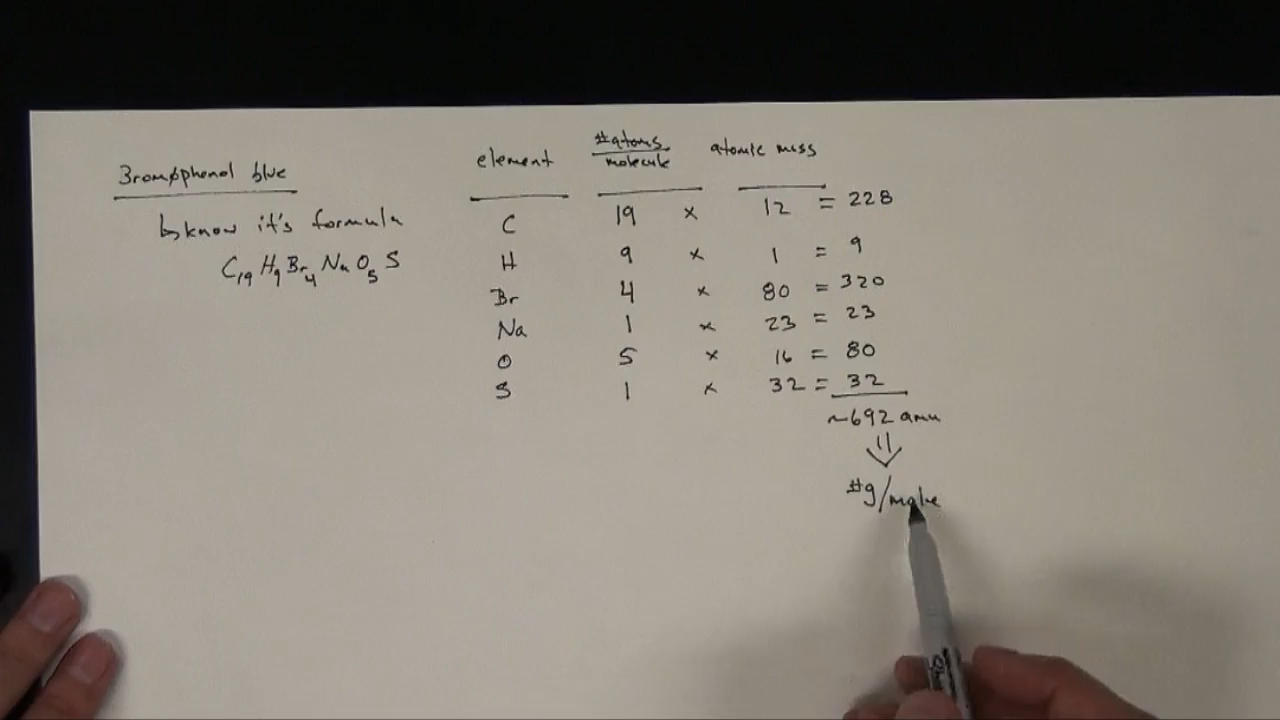 Bromophenol blue
↳ know it's formula
C19 H9 Br4 Na O5 S
element #atoms/molecule atomic mass
C 19 x 12 = 228
H 9 x 1 = 9
Br 4 x 80 = 320
Na 1 x 23 = 23
O 5 x 16 = 80
S 1 x 32 = 32
~692 amu
#g/mole